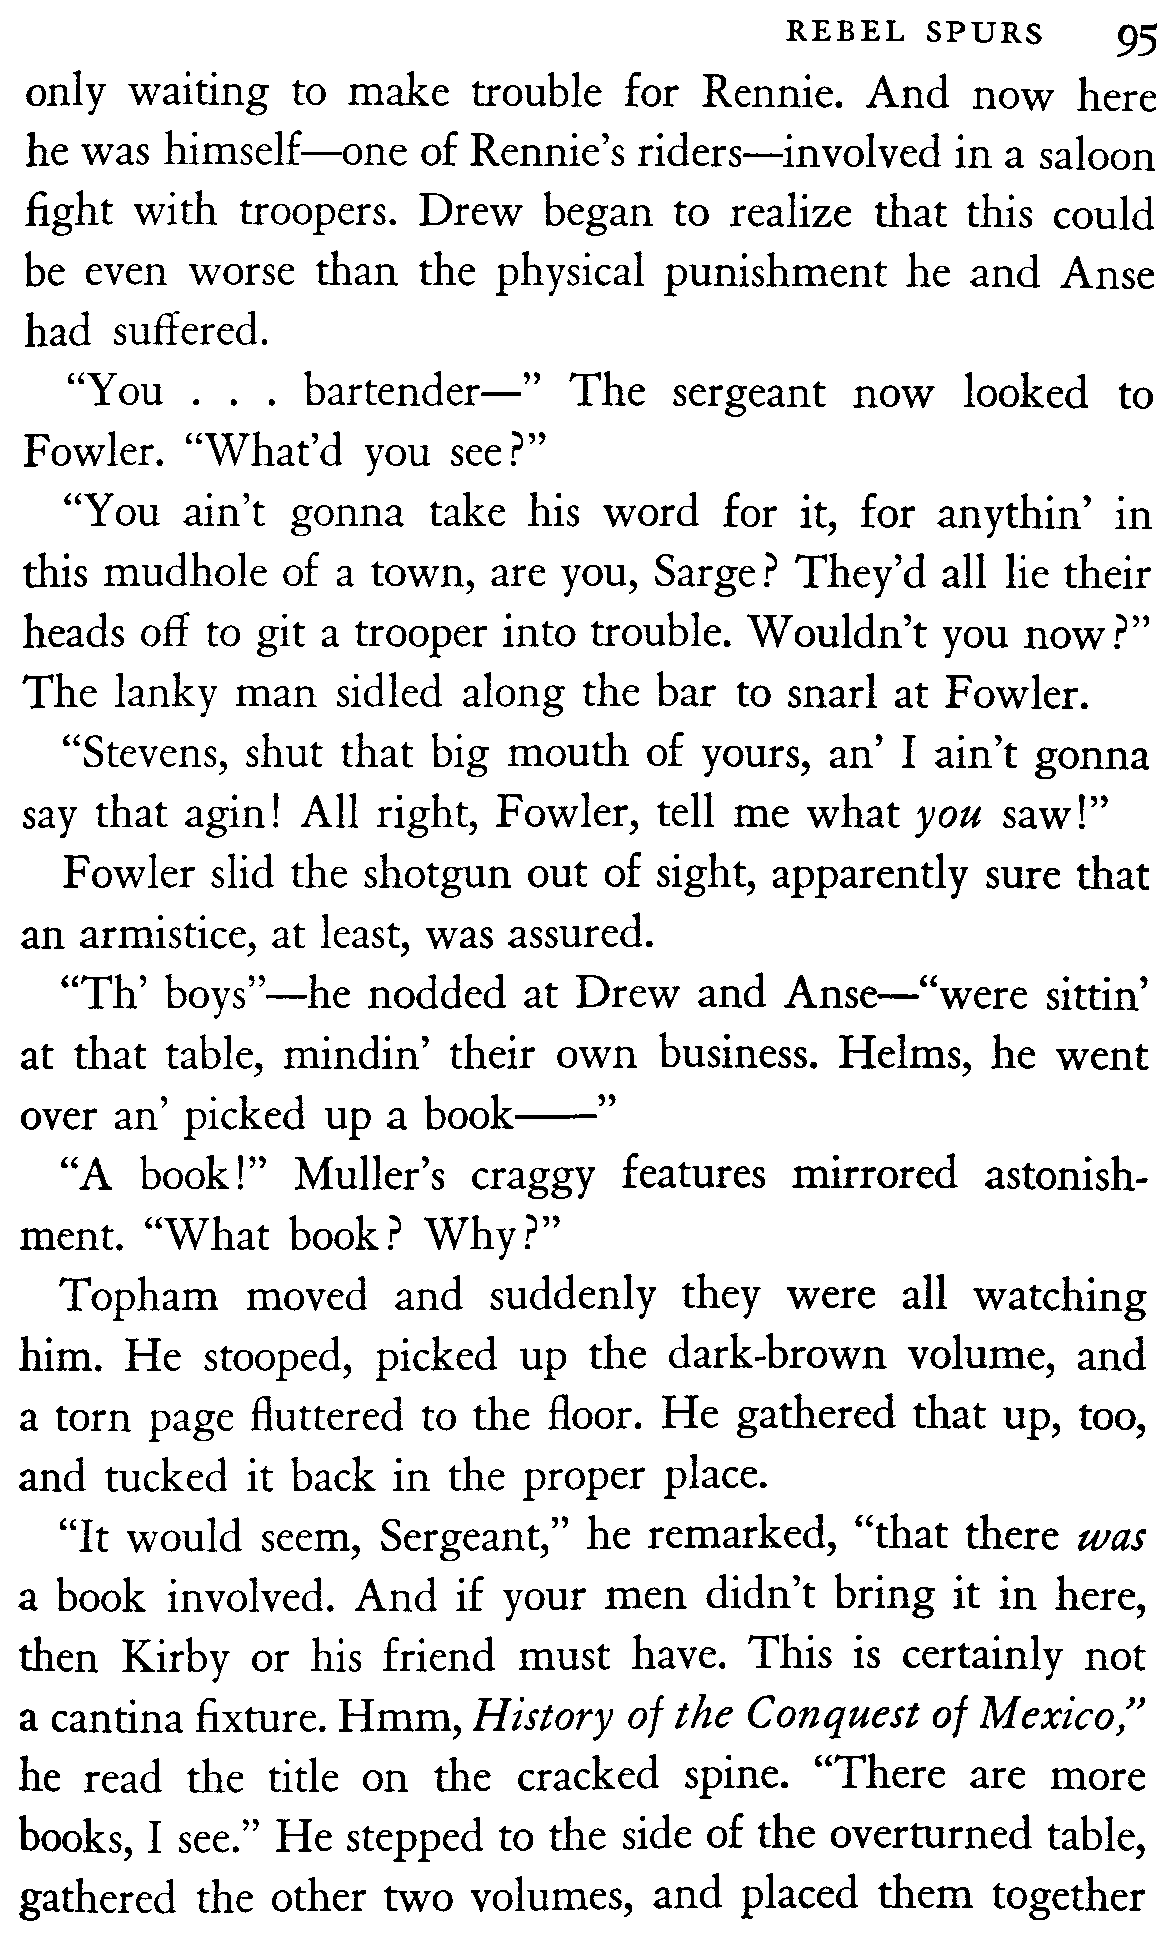 REBEL SPURS 95
only waiting to make trouble for Rennie. And now here
he was himself—one of Rennie's riders—involved in a saloon
fight with troopers. Drew began to realize that this could
be even worse than the physical punishment he and Anse
had suffered.
“You . . . bartender—” The sergeant now looked to
Fowler. “What'd you see?”
“You ain't gonna take his word for it, for anythin' in
this mudhole of a town, are you, Sarge? They'd all lie their
heads off to git a trooper into trouble. Wouldn't you now?”
The lanky man sidled along the bar to snarl at Fowler.
“Stevens, shut that big mouth of yours, an' I ain't gonna
say that agin! All right, Fowler, tell me what you saw!”
Fowler slid the shotgun out of sight, apparently sure that
an armistice, at least, was assured.
“Th' boys”—he nodded at Drew and Anse—“were sittin'
at that table, mindin' their own business. Helms, he went
over an' picked up a book——”
“A book!” Muller's craggy features mirrored astonish-
ment. “What book? Why?”
Topham moved and suddenly they were all watching
him. He stooped, picked up the dark-brown volume, and
a torn page fluttered to the floor. He gathered that up, too,
and tucked it back in the proper place.
“It would seem, Sergeant,” he remarked, “that there was
a book involved. And if your men didn't bring it in here,
then Kirby or his friend must have. This is certainly not
a cantina fixture. Hmm, History of the Conquest of Mexico,”
he read the title on the cracked spine. “There are more
books, I see.” He stepped to the side of the overturned table,
gathered the other two volumes, and placed them together